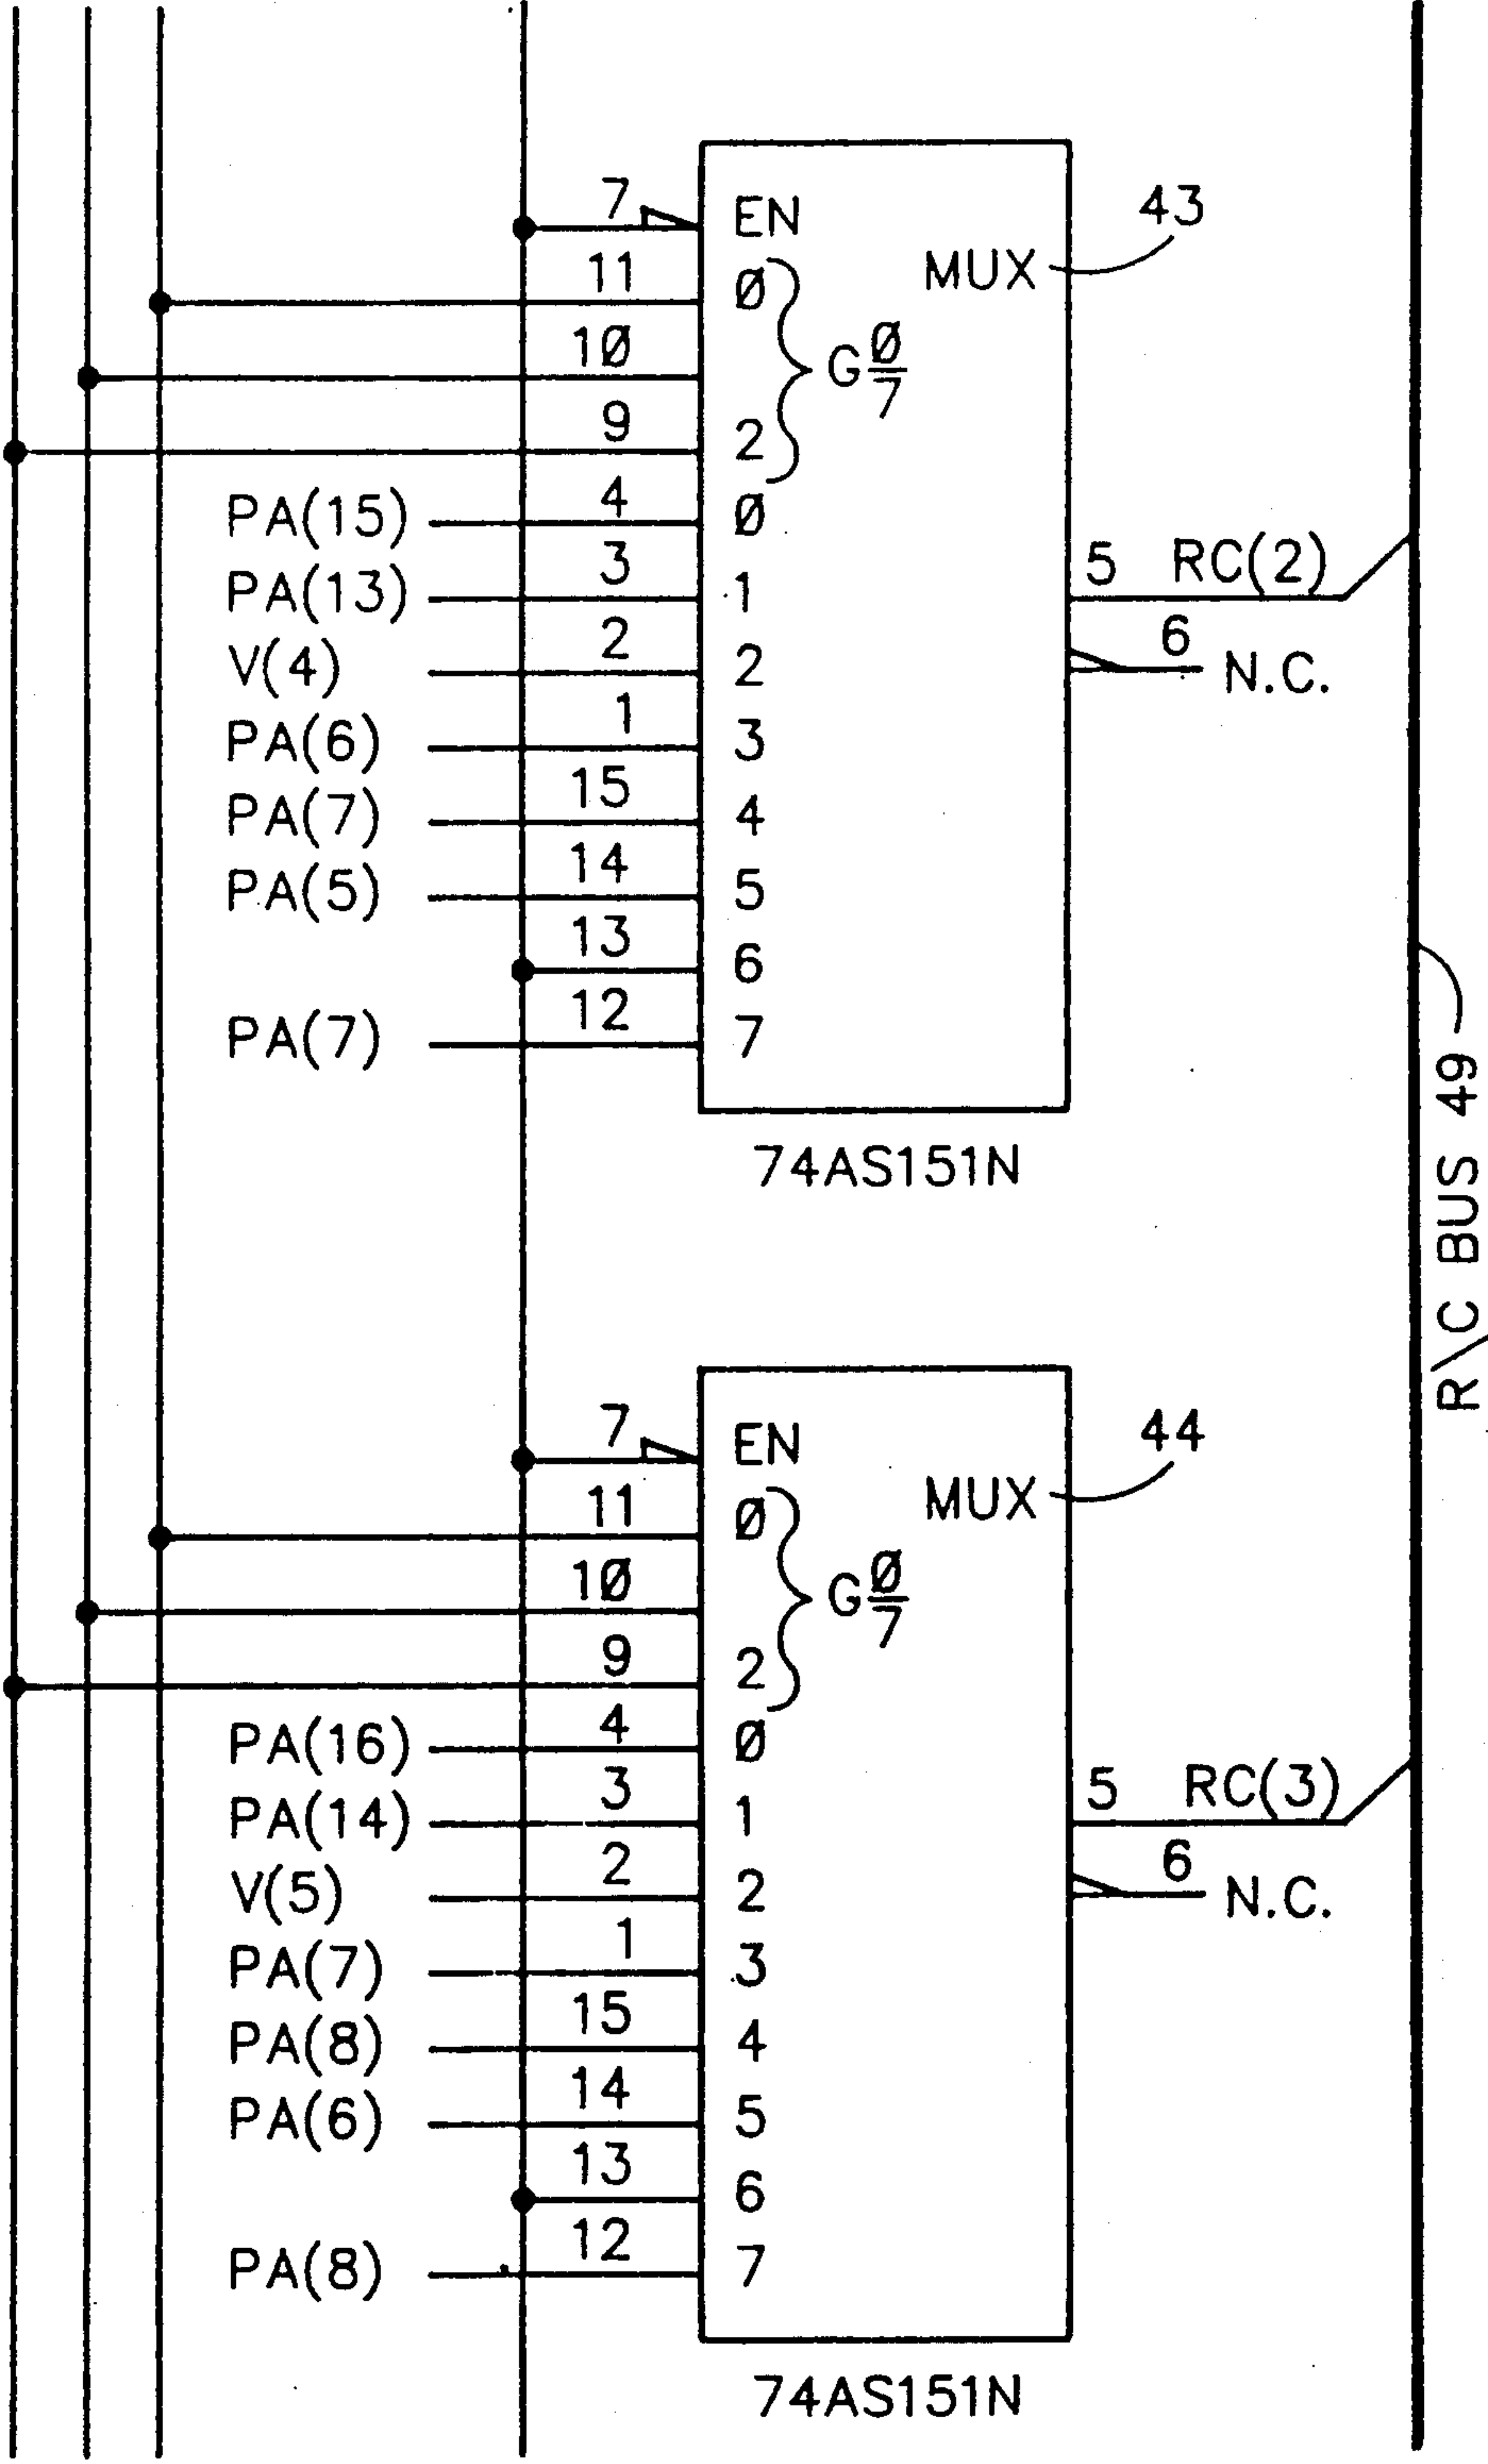 7 EN 43
11 Ø MUX
10̸ G Ø/7
9 2
PA(15) 4 Ø
PA(13) 3 1 5 RC(2)
V(4) 2 2 6 N.C.
PA(6) 1 3
PA(7) 15 4
PA(5) 14 5
13 6
PA(7) 12 7
74AS151N
R\C BUS 49
7 EN 44
11 Ø MUX
1Ø G Ø/7
9 2
PA(16) 4 Ø
PA(14) 3 1 5 RC(3)
V(5) 2 2 6 N.C.
PA(7) 1 3
PA(8) 15 4
PA(6) 14 5
13 6
PA(8) 12 7
74AS151N